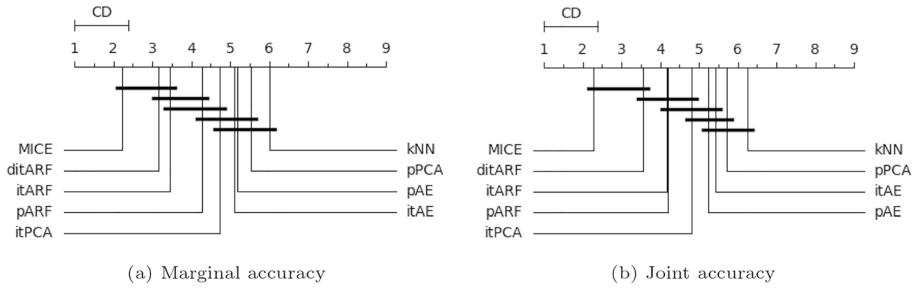 CD
1 2 3 4 5 6 7 8 9
MICE
ditARF
itARF
pARF
itPCA
kNN
pPCA
pAE
itAE
(a) Marginal accuracy
CD
1 2 3 4 5 6 7 8 9
MICE
ditARF
itARF
pARF
itPCA
kNN
pPCA
itAE
pAE
(b) Joint accuracy